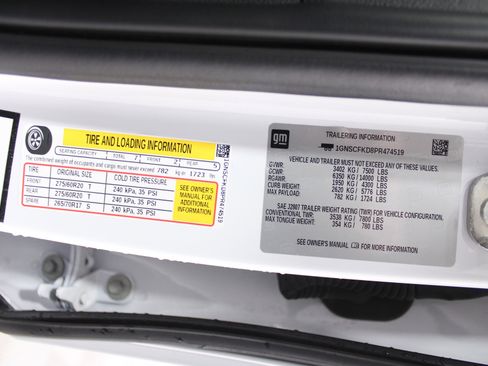 TIRE AND LOADING INFORMATION
SEATING CAPACITY TOTAL 7 FRONT 2 REAR 5
The combined weight of occupants and cargo must never exceed 782 kg or 1723 lbs.
TIRE ORIGINAL SIZE COLD TIRE PRESSURE
FRONT 275/60R20 T 240 kPa, 35 PSI
REAR 275/60R20 T 240 kPa, 35 PSI
SPARE 265/70R17 S 240 kPa, 35 PSI
SEE OWNER'S
MANUAL FOR
ADDITIONAL
INFORMATION
1GNSCFKD8PR474519
gm
TRAILERING INFORMATION
1GNSCFKD8PR474519
VEHICLE AND TRAILER MUST NOT EXCEED ANY OF THESE VALUES:
GVWR: 3402 KG / 7500 LBS
GCWR: 6350 KG / 14000 LBS
RGAWR: 1950 KG / 4300 LBS
CURB WEIGHT 2620 KG / 5776 LBS
MAX PAYLOAD 782 KG / 1724 LBS
SAE J2807 TRAILER WEIGHT RATING (TWR) FOR VEHICLE CONFIGURATION.
CONVENTIONAL TWR: 3538 KG / 7800 LBS
MAX TONGUE WEIGHT: 354 KG / 780 LBS
SEE OWNER'S MANUAL FOR MORE INFORMATION